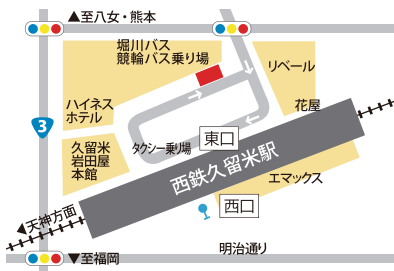 ▲至八女・熊本
堀川バス
競輪バス乗り場
リベール
ハイネス
ホテル
花屋
3
東口
タクシー乗り場
久留米
岩田屋
本館
西鉄久留米駅
エマックス
西口
◀天神方面
明治通り
▼至福岡